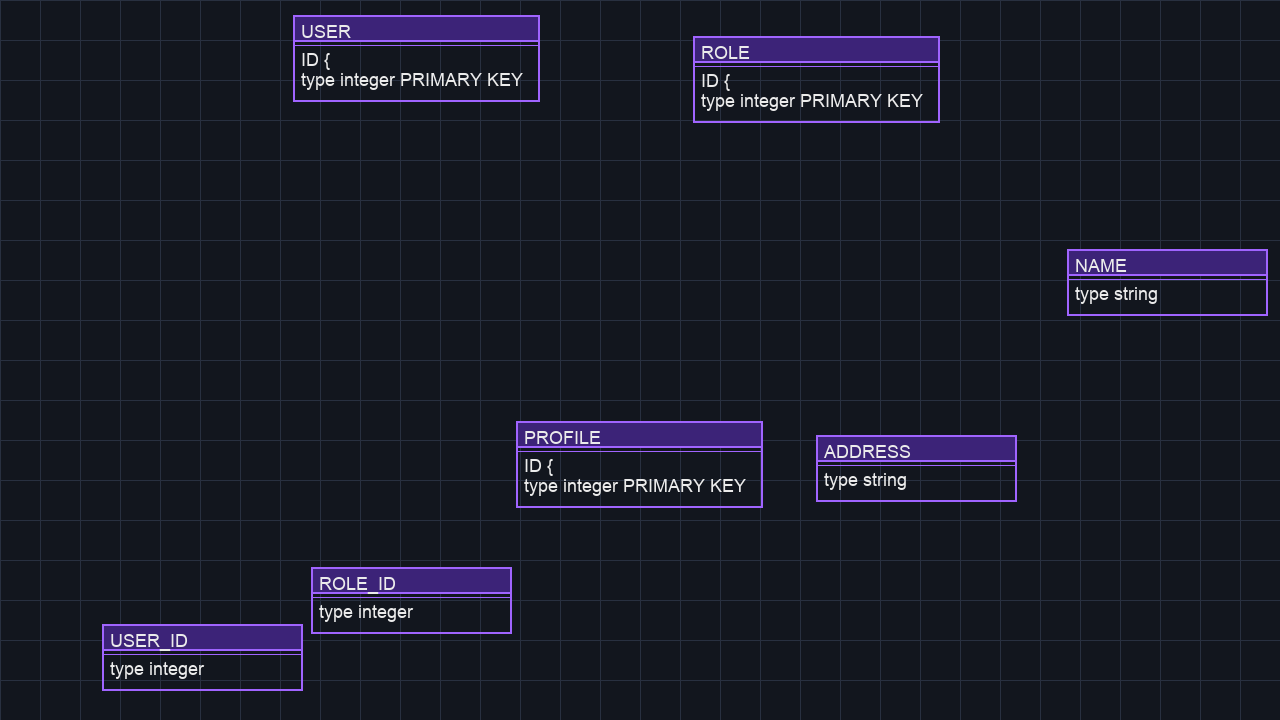 USER
ID {
type integer PRIMARY KEY
ROLE
ID {
type integer PRIMARY KEY
NAME
type string
PROFILE
ID {
type integer PRIMARY KEY
ADDRESS
type string
ROLE_ID
type integer
USER_ID
type integer